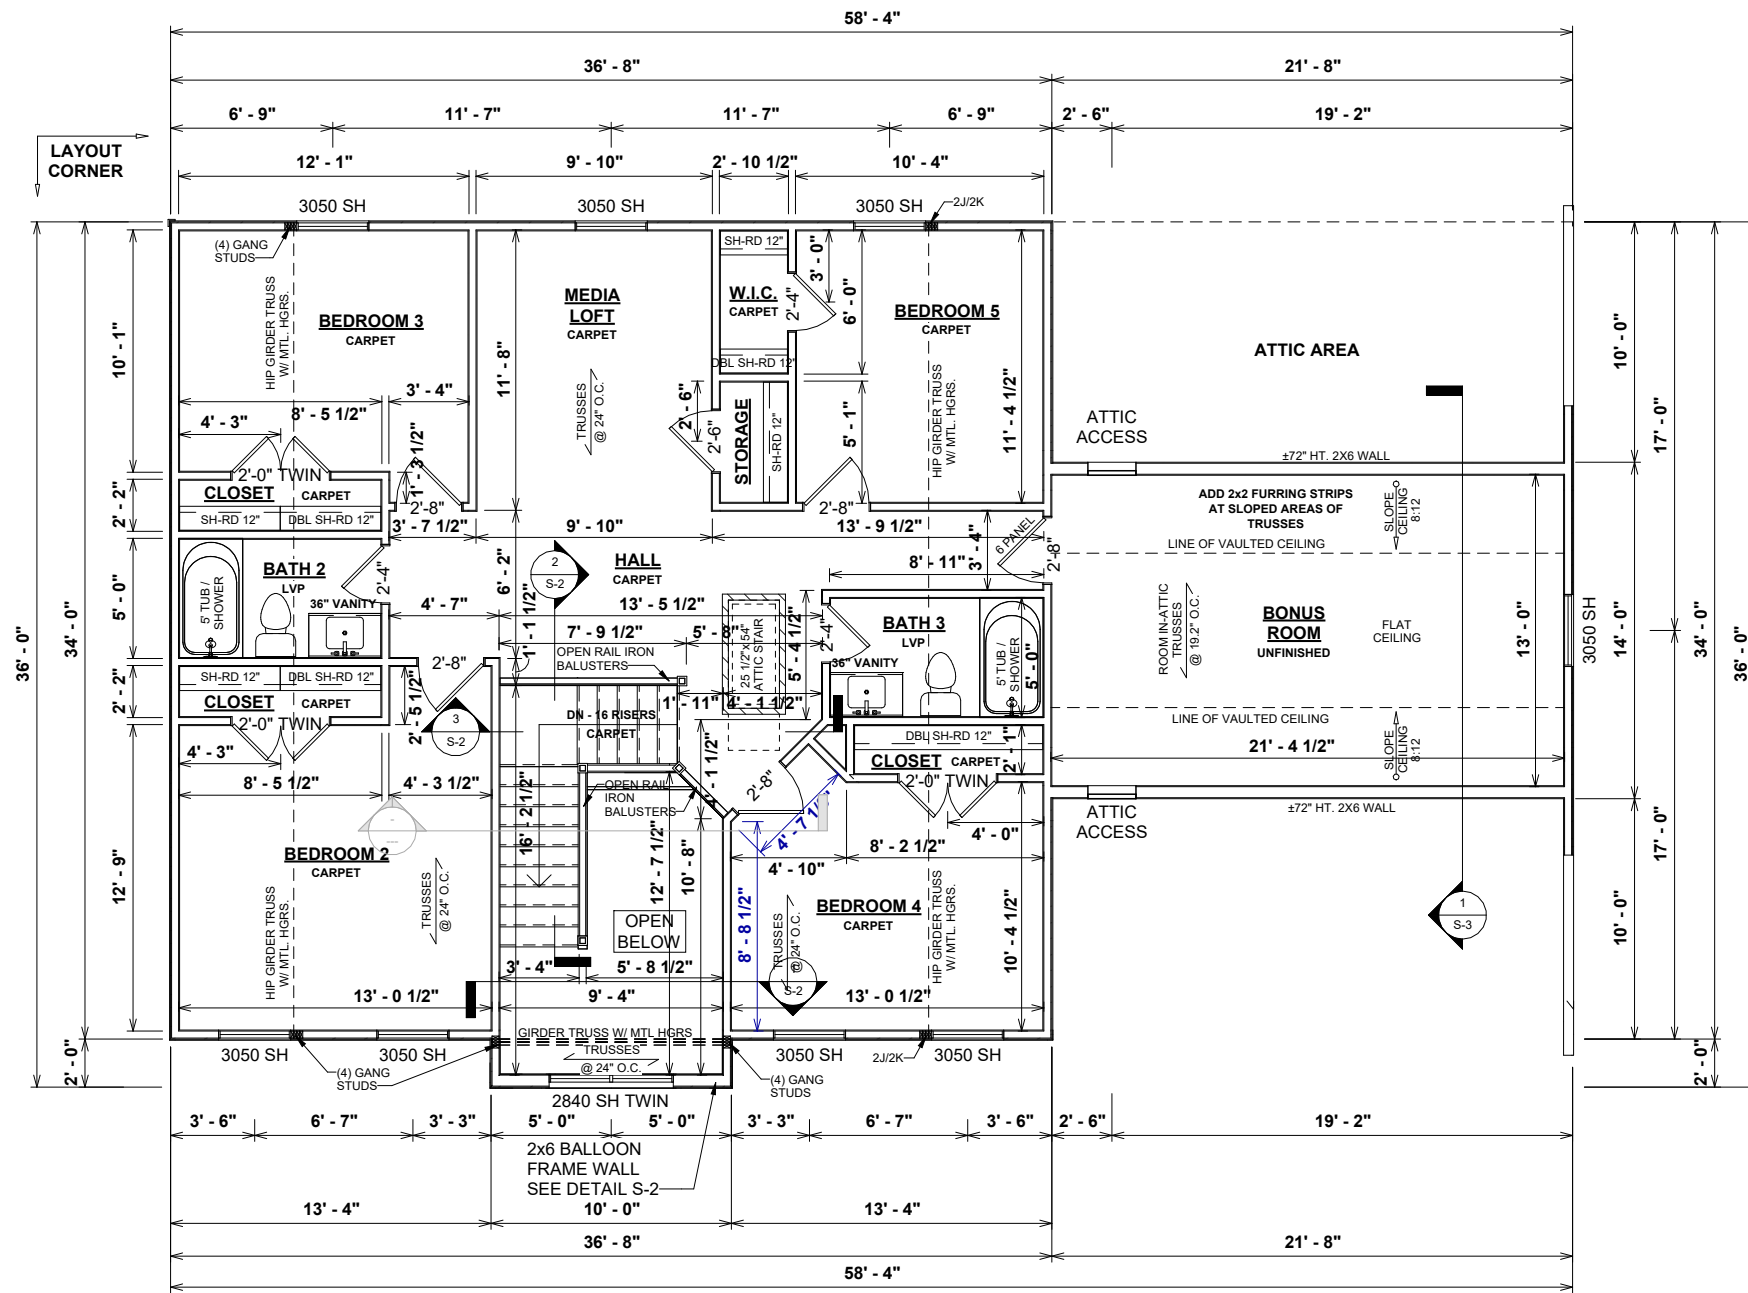 58' - 4"
36' - 8"
21' - 8"
6' - 9"
11' - 7"
11' - 7"
6' - 9"
2' - 6"
19' - 2"
LAYOUT
CORNER
12' - 1"
9' - 10"
2' - 10 1/2"
10' - 4"
3050 SH
3050 SH
3050 SH
2J/2K
(4) GANG
STUDS
HIP GIRDER TRUSS
W/ MTL. HGRS.
BEDROOM 3
CARPET
MEDIA
LOFT
CARPET
11' - 8"
TRUSSES
@ 24" O.C.
SH-RD 12"
W.I.C.
CARPET
2'-4"
DBL SH-RD 12"
3' - 0"
6' - 0"
BEDROOM 5
CARPET
HIP GIRDER TRUSS
W/ MTL. HGRS.
11' - 4 1/2"
5' - 1"
ATTIC AREA
10' - 1"
10' - 0"
17' - 0"
3' - 4"
8' - 5 1/2"
4' - 3"
1' - 3 1/2"
2'-0" TWIN
2' - 6"
2'-6"
STORAGE
SH-RD 12"
ATTIC
ACCESS
±72" HT. 2X6 WALL
CLOSET
CARPET
SH-RD 12"
DBL SH-RD 12"
2' - 2"
2'-8"
2'-8"
3' - 7 1/2"
9' - 10"
13' - 9 1/2"
ADD 2x2 FURRING STRIPS
AT SLOPED AREAS OF
TRUSSES
SLOPE
CEILING
8:12
LINE OF VAULTED CEILING
6 PANEL
2'-8"
3' - 4"
8' - 11"
6' - 2"
HALL
CARPET
2
S-2
BATH 2
LVP
2'-4"
5' TUB /
SHOWER
36" VANITY
5' - 0"
34' - 0"
36' - 0"
4' - 7"
13' - 5 1/2"
1' - 1 1/2"
7' - 9 1/2"
5' - 8"
OPEN RAIL IRON
BALUSTERS
25 1/2"x54"
ATTIC STAIR
5' - 4 1/2"
2'-4"
BATH 3
LVP
36" VANITY
5' TUB /
SHOWER
5' - 0"
ROOM IN-ATTIC
TRUSSES
@ 19.2" O.C.
BONUS
ROOM
UNFINISHED
FLAT
CEILING
13' - 0"
3050 SH
14' - 0"
34' - 0"
36' - 0"
SH-RD 12"
DBL SH-RD 12"
2' - 2"
CLOSET
CARPET
2'-0" TWIN
2'-8"
2' - 5 1/2"
3
S-2
DN - 16 RISERS
CARPET
1' - 11"
4' - 1 1/2"
LINE OF VAULTED CEILING
21' - 4 1/2"
SLOPE
CEILING
8:12
DBL SH-RD 12"
2' - 1"
CLOSET
CARPET
2'-0" TWIN
4' - 3"
8' - 5 1/2"
4' - 3 1/2"
OPEN RAIL
IRON
BALUSTERS
2'-8"
ATTIC
ACCESS
±72" HT. 2X6 WALL
4' - 0"
8' - 2 1/2"
4' - 10"
12' - 9"
BEDROOM 2
CARPET
TRUSSES
@ 24" O.C.
HIP GIRDER TRUSS
W/ MTL. HGRS.
16' - 2 1/2"
12' - 7 1/2"
10' - 8"
OPEN
BELOW
8' - 8 1/2"
BEDROOM 4
CARPET
TRUSSES
@ 24" O.C.
HIP GIRDER TRUSS
W/ MTL. HGRS.
10' - 4 1/2"
1
S-3
10' - 0"
17' - 0"
3' - 4"
5' - 8 1/2"
S-2
13' - 0 1/2"
9' - 4"
13' - 0 1/2"
GIRDER TRUSS W/ MTL HGRS
TRUSSES
@ 24" O.C.
3050 SH
3050 SH
3050 SH
2J/2K
3050 SH
(4) GANG
STUDS
(4) GANG
STUDS
2' - 0"
2' - 0"
2840 SH TWIN
3' - 6"
6' - 7"
3' - 3"
5' - 0"
5' - 0"
3' - 3"
6' - 7"
3' - 6"
2' - 6"
19' - 2"
2x6 BALLOON
FRAME WALL
SEE DETAIL S-2
13' - 4"
10' - 0"
13' - 4"
36' - 8"
21' - 8"
58' - 4"